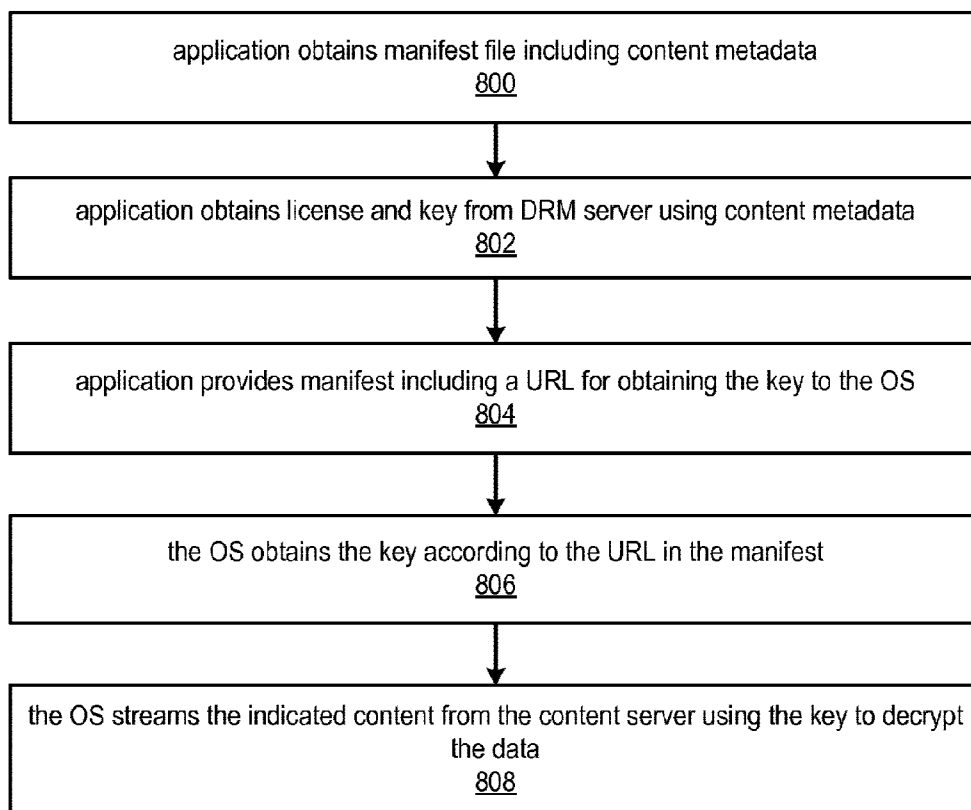 application obtains manifest file including content metadata
800
application obtains license and key from DRM server using content metadata
802
application provides manifest including a URL for obtaining the key to the OS
804
the OS obtains the key according to the URL in the manifest
806
the OS streams the indicated content from the content server using the key to decrypt
the data
808